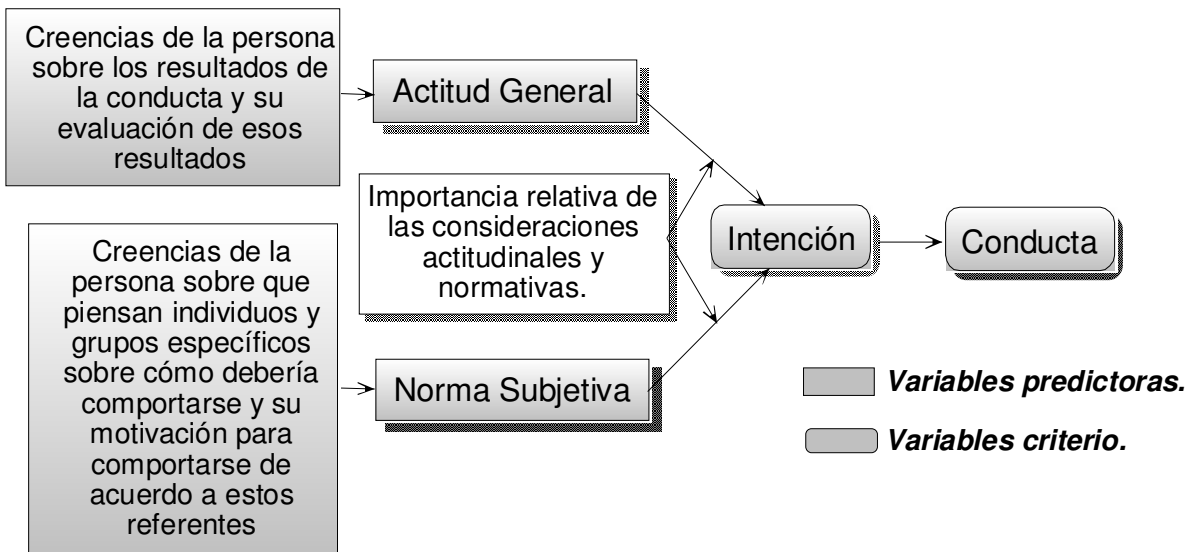 Creencias de la persona
sobre los resultados de
la conducta y su
evaluación de esos
resultados
Actitud General
Importancia relativa de
las consideraciones
actitudinales y
normativas.
Intención
Conducta
Creencias de la
persona sobre que
piensan individuos y
grupos específicos
sobre cómo debería
comportarse y su
motivación para
comportarse de
acuerdo a estos
referentes
Norma Subjetiva
Variables predictoras.
Variables criterio.